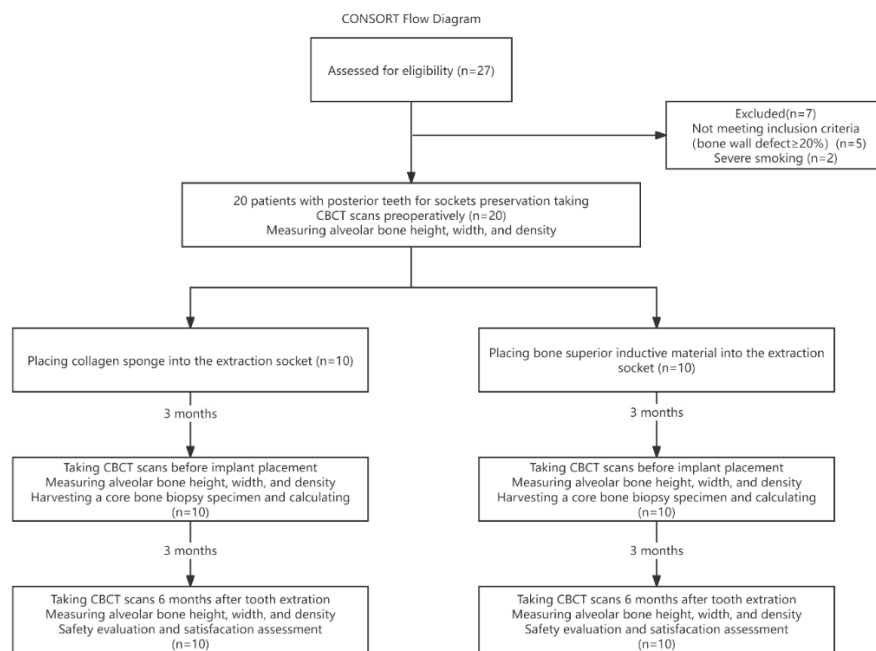 CONSORT Flow Diagram
Assessed for eligibility (n=27)
Excluded(n=7)
Not meeting inclusion criteria
(bone wall defect≥20%) (n=5)
Severe smoking (n=2)
20 patients with posterior teeth for sockets preservation taking
CBCT scans preoperatively (n=20)
Measuring alveolar bone height, width, and density
Placing collagen sponge into the extraction socket (n=10)
Placing bone superior inductive material into the extraction
socket (n=10)
3 months
3 months
Taking CBCT scans before implant placement
Measuring alveolar bone height, width, and density
Harvesting a core bone biopsy specimen and calculating
(n=10)
Taking CBCT scans before implant placement
Measuring alveolar bone height, width, and density
Harvesting a core bone biopsy specimen and calculating
(n=10)
3 months
3 months
Taking CBCT scans 6 months after tooth extration
Measuring alveolar bone height, width, and density
Safety evaluation and satisfacation assessment
(n=10)
Taking CBCT scans 6 months after tooth extration
Measuring alveolar bone height, width, and density
Safety evaluation and satisfacation assessment
(n=10)